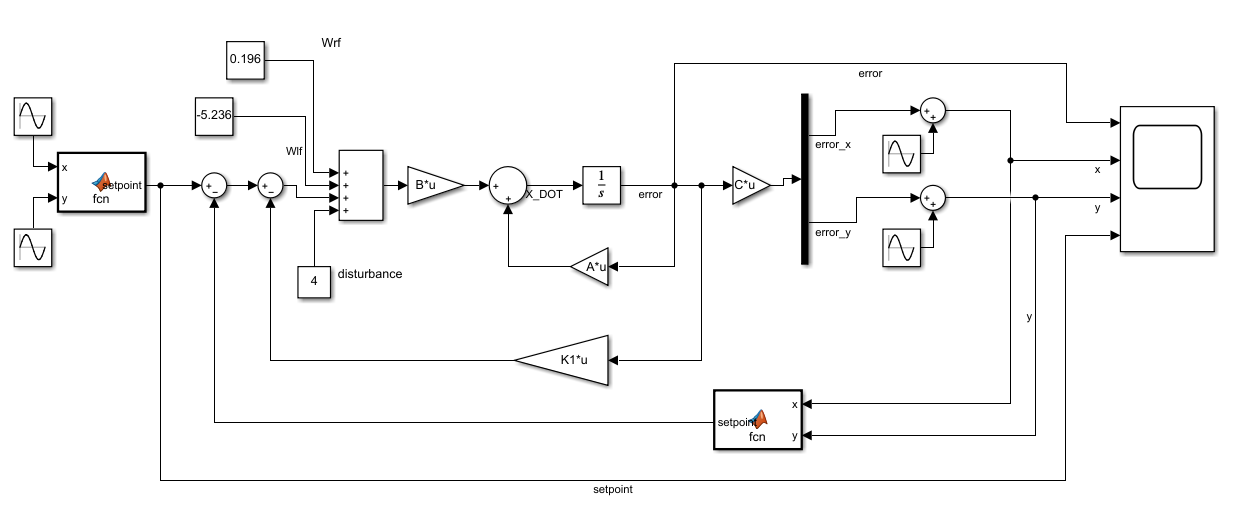 Wrf
0.196
error
-5.236
Wlf
error_x
x
setpoint
fcn
y
+
−
+
−
+
+
+
+
B*u
+
+
X_DOT
1
s
error
C*u
+
+
x
+
+
y
error_y
A*u
4
disturbance
y
K1*u
x
setpoint
fcn
y
setpoint